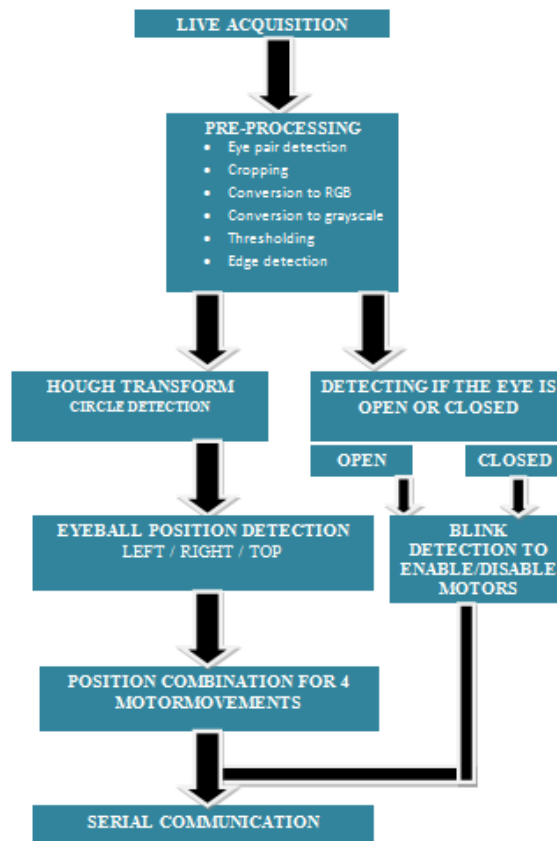 LIVE ACQUISITION
PRE-PROCESSING
• Eye pair detection
• Cropping
• Conversion to RGB
• Conversion to grayscale
• Thresholding
• Edge detection
HOUGH TRANSFORM
CIRCLE DETECTION
DETECTING IF THE EYE IS
OPEN OR CLOSED
OPEN
CLOSED
EYEBALL POSITION DETECTION
LEFT / RIGHT / TOP
BLINK
DETECTION TO
ENABLE/DISABLE
MOTORS
POSITION COMBINATION FOR 4
MOTORMOVEMENTS
SERIAL COMMUNICATION